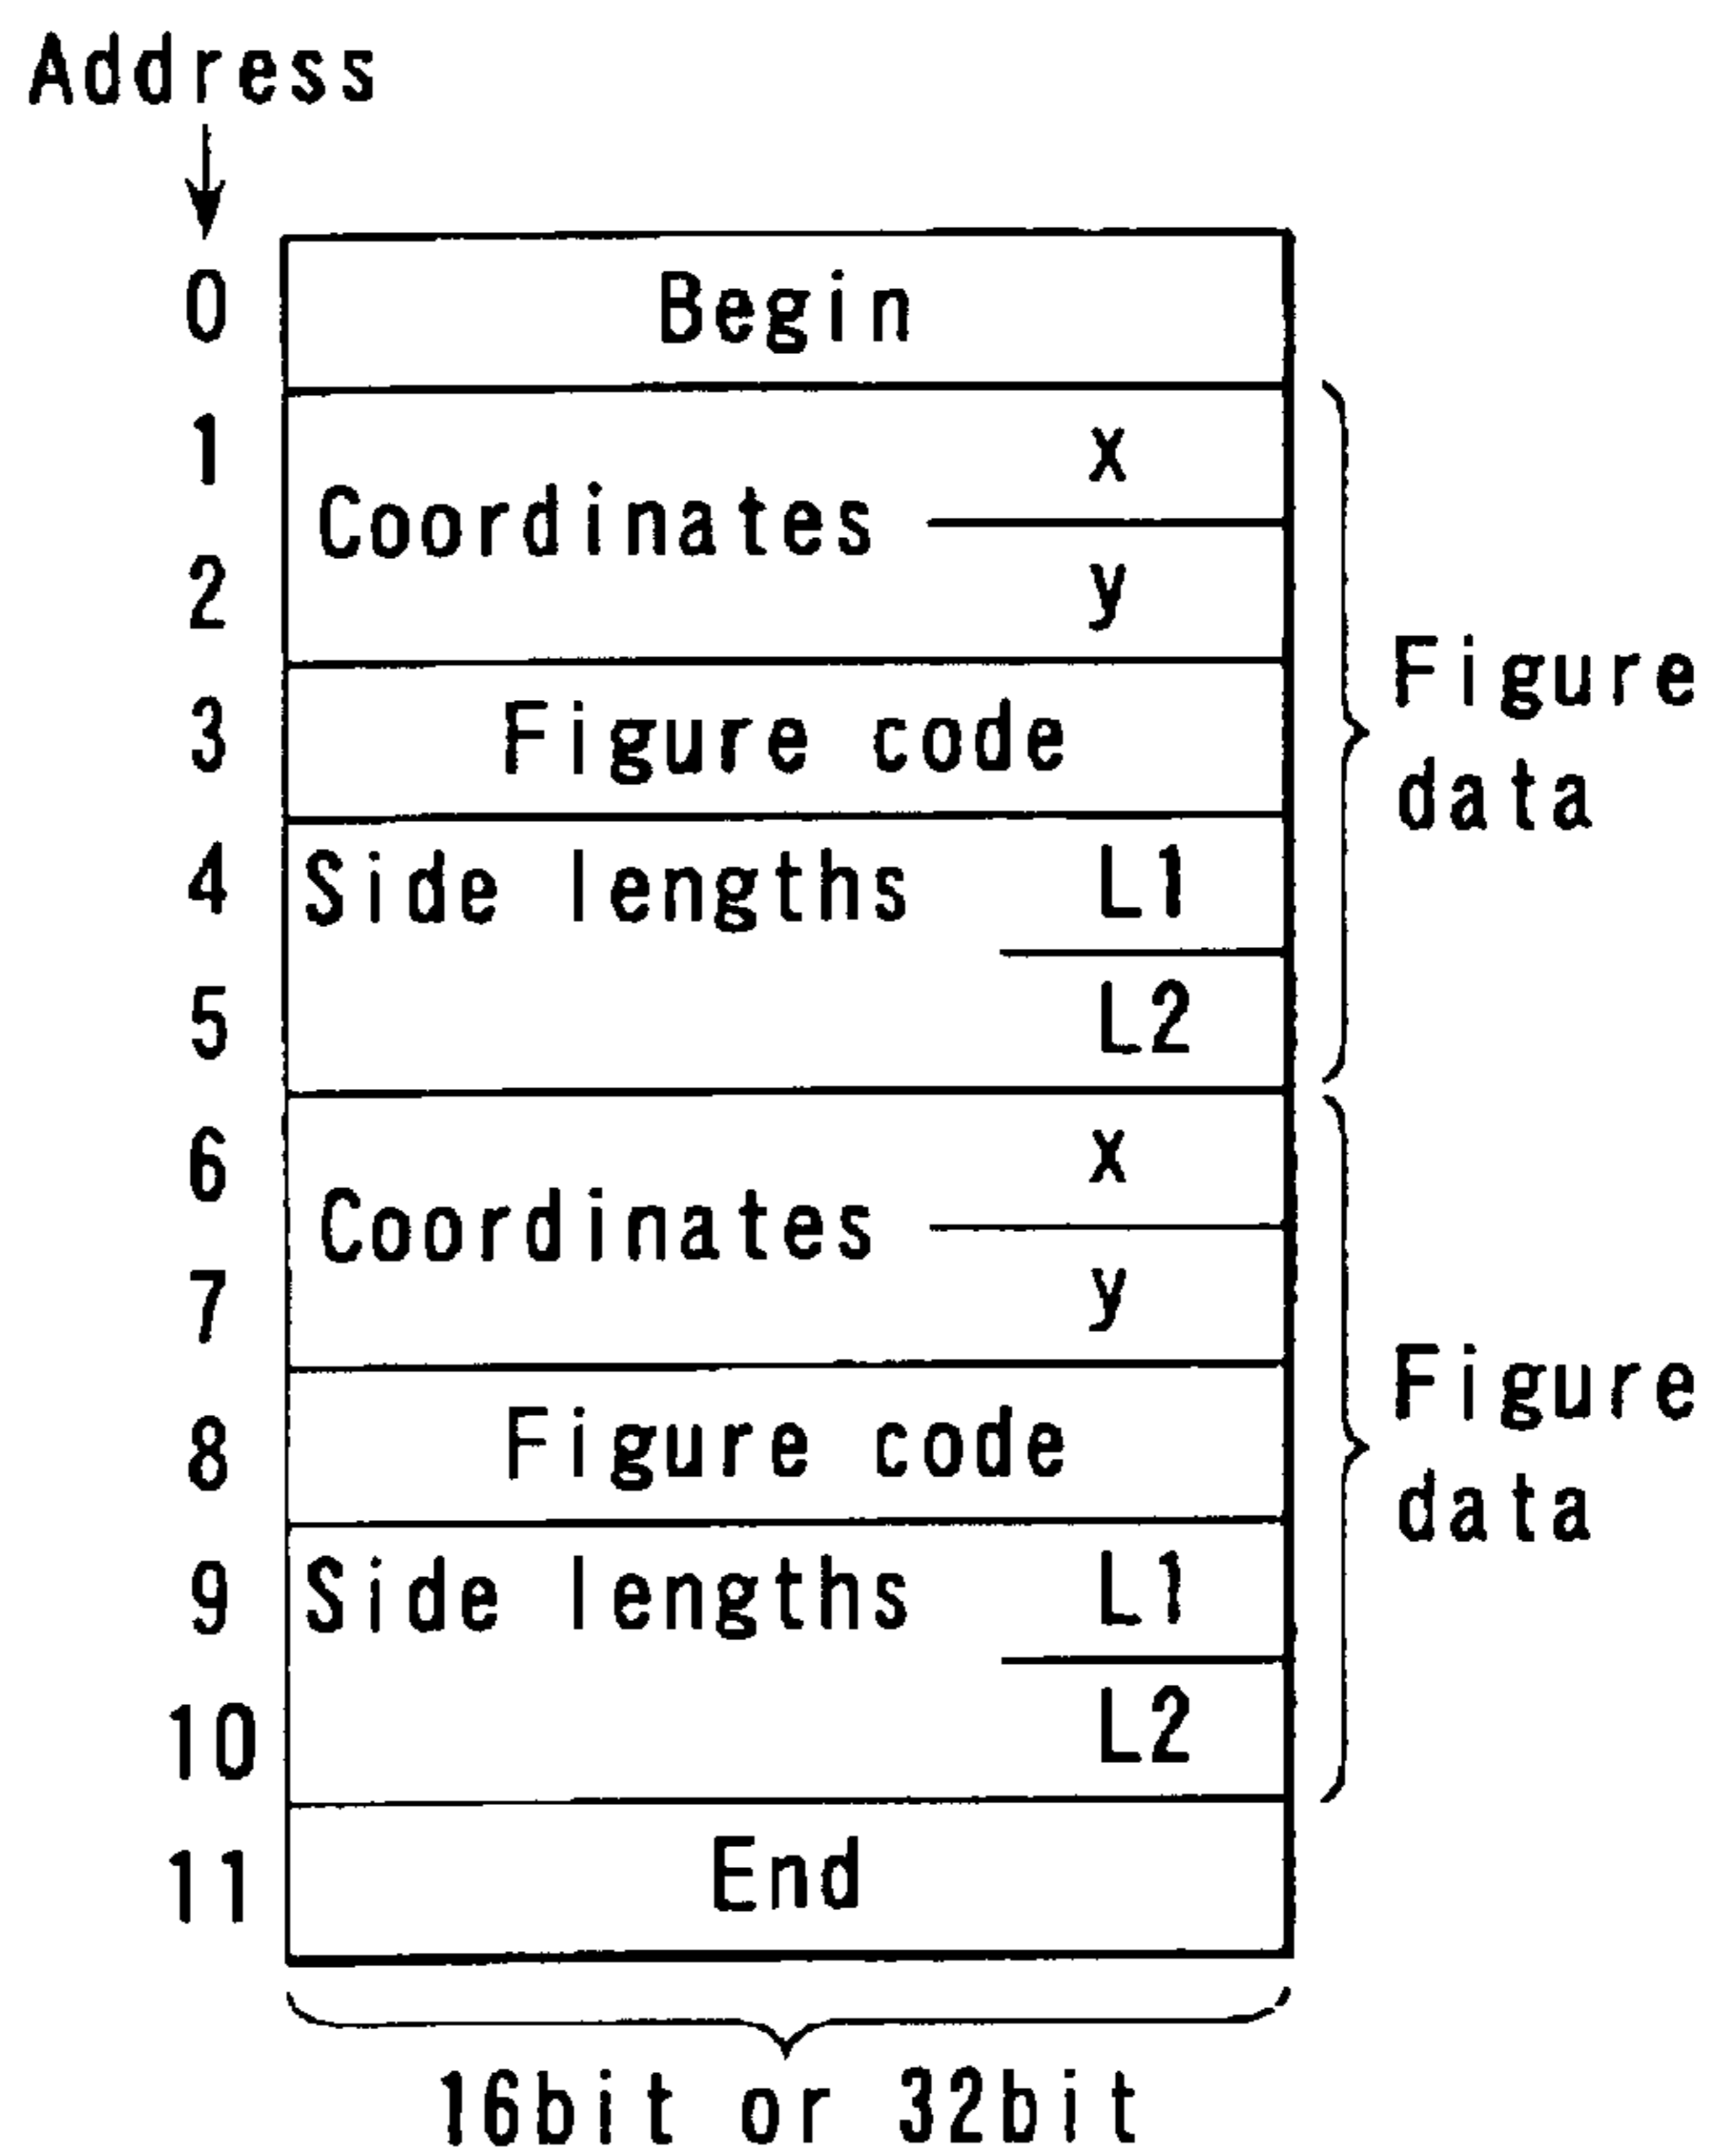 Address
0 Begin
1 x
Coordinates
2 y
3 Figure code
4 Side lengths L1
5 L2
Figure
data
6 x
Coordinates
7 y
8 Figure code
9 Side lengths L1
10 L2
Figure
data
11 End
16bit or 32bit